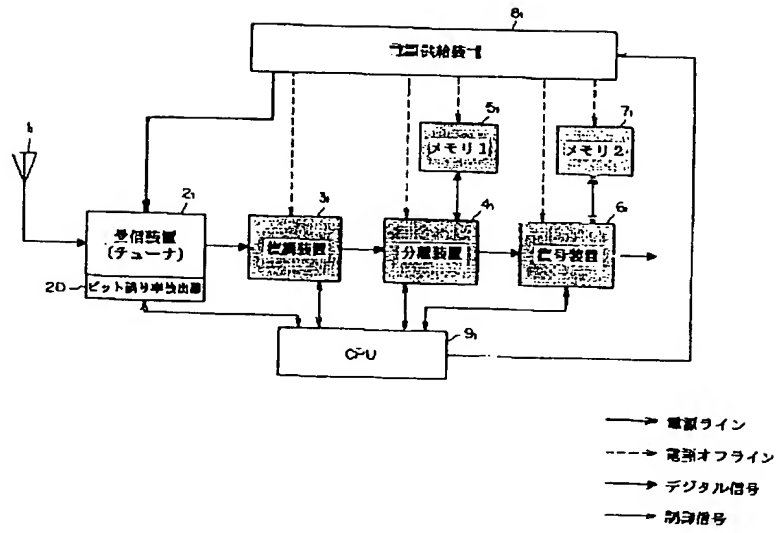 8₁
電源供給装置
5₁
メモリ1
7₁
メモリ2
1₁
2₁
受信装置
(チューナ)
20
ビット誤り率検出器
3₁
復調装置
4₁
分離装置
6₁
復号装置
9₁
CPU
電源ライン
電源オフライン
デジタル信号
制御信号